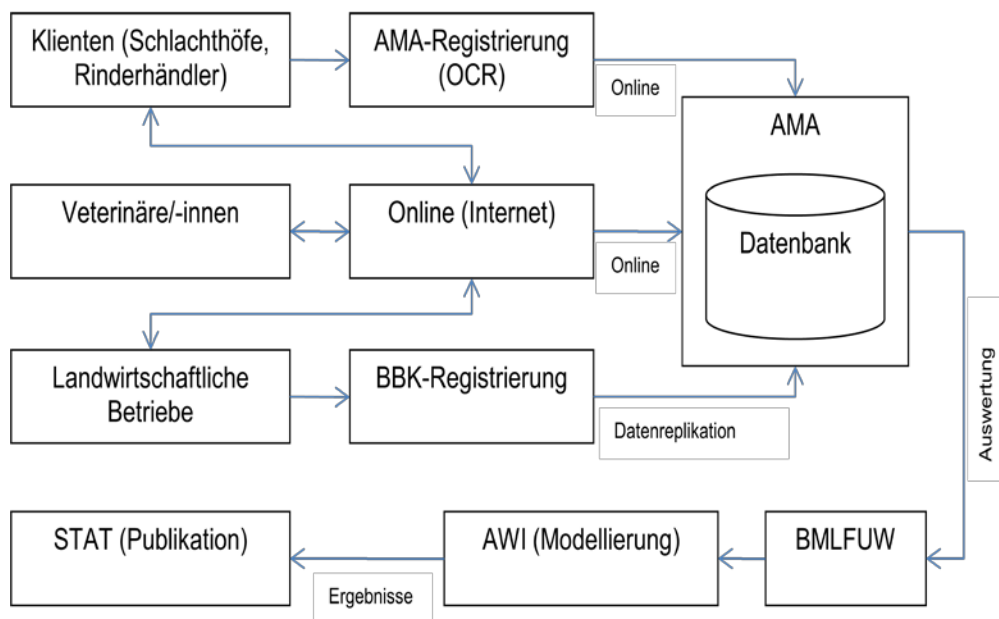 Klienten (Schlachthöfe,
Rinderhändler)
AMA-Registrierung
(OCR)
Online
AMA
Veterinäre/-innen
Online (Internet)
Online
Datenbank
Landwirtschaftliche
Betriebe
BBK-Registrierung
Datenreplikation
Auswertung
STAT (Publikation)
Ergebnisse
AWI (Modellierung)
BMLFUW